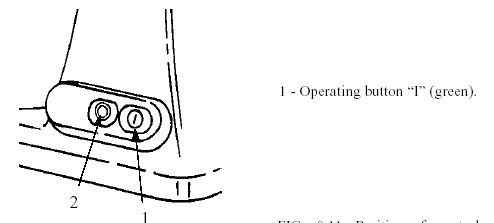 1 - Operating button “I” (green).
2
1